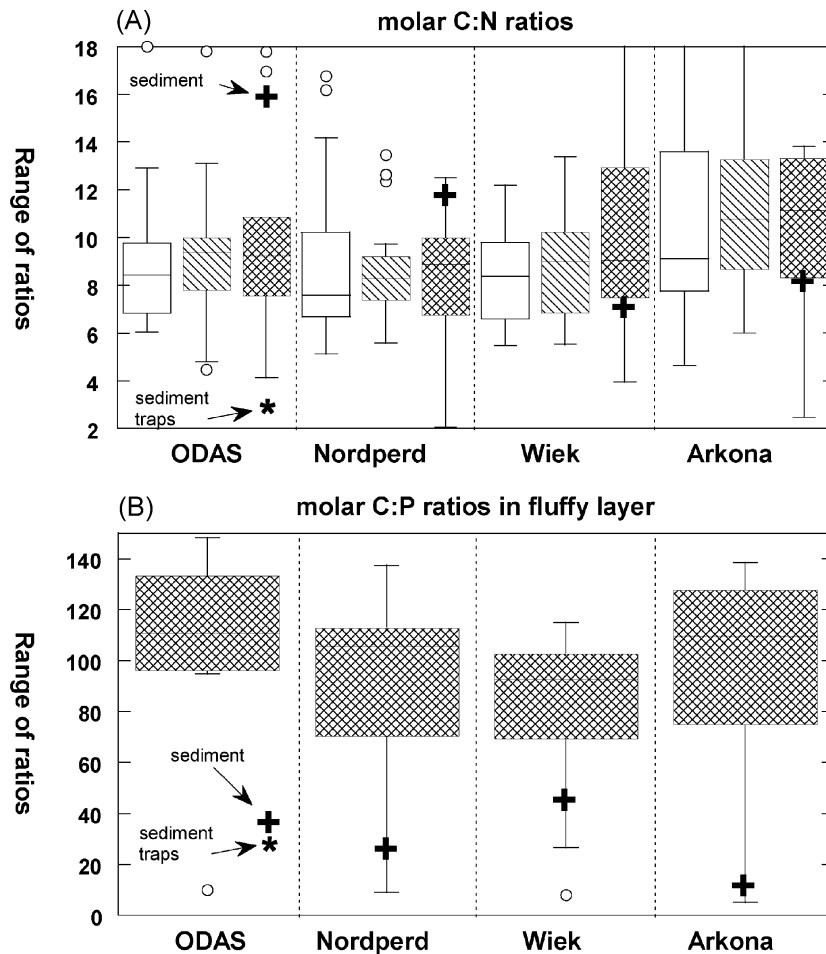 (A) molar C:N ratios
Range of ratios
18
16
14
12
10
8
6
4
2
sediment
sediment
traps
ODAS Nordperd Wiek Arkona
(B) molar C:P ratios in fluffy layer
Range of ratios
140
120
100
80
60
40
20
0
sediment
sediment
traps
ODAS Nordperd Wiek Arkona